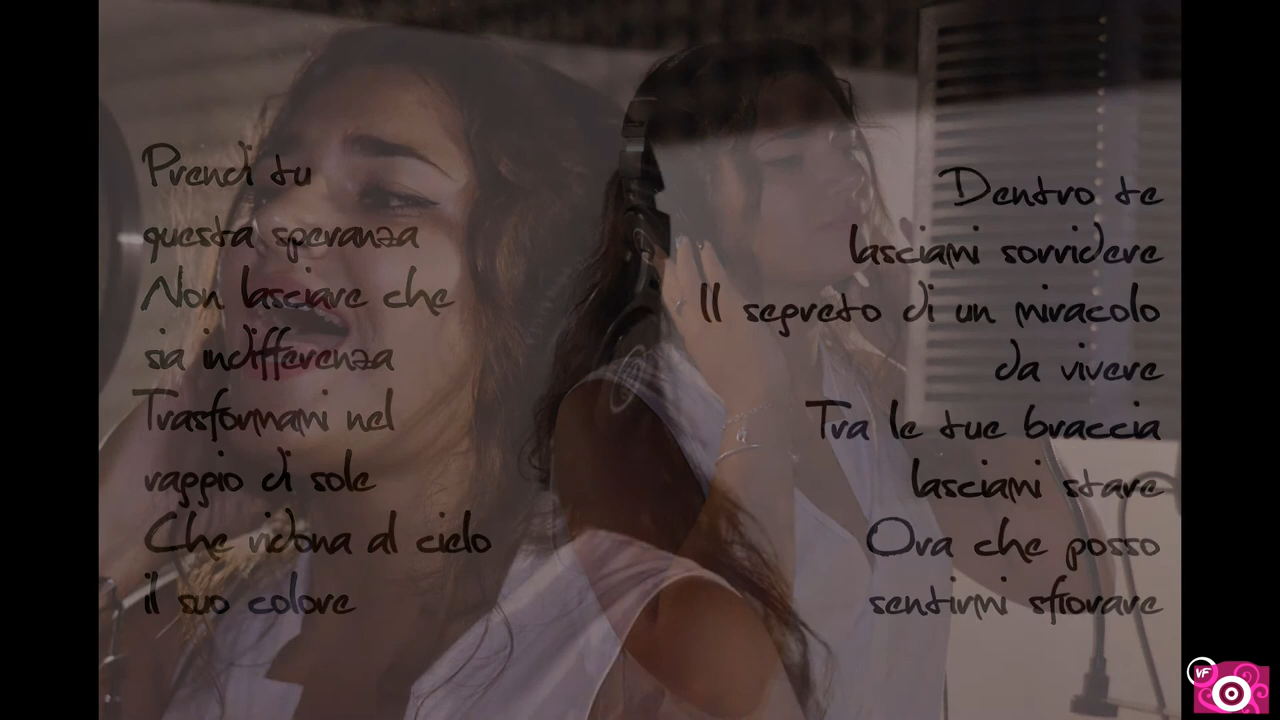 Prendi tu
questa speranza
Non lasciare che
sia indifferenza
Trasformami nel
raggio di sole
Che ridona al cielo
il suo colore
Dentro te
lasciami sorridere
Il segreto di un miracolo
da vivere
Tra le tue braccia
lasciami stare
Ora che posso
sentirmi sfiorare
VF